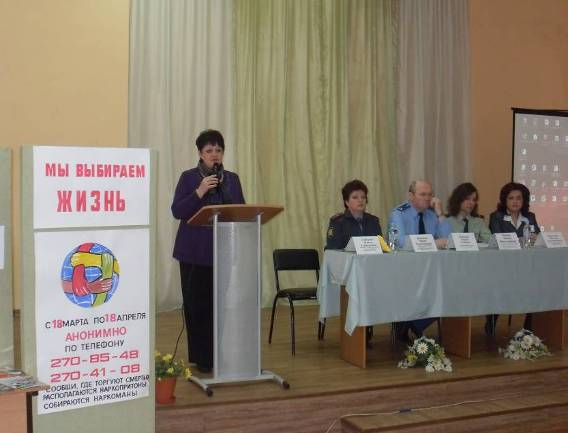 МЫ ВЫБИРАЕМ
ЖИЗНЬ
С 18 МАРТА ПО 18 АПРЕЛЯ
АНОНИМНО
ПО ТЕЛЕФОНУ
270-85-48
270-41-08
СООБЩИ, ГДЕ ТОРГУЮТ СМЕРТЬЮ
РАСПОЛАГАЮТСЯ НАРКОПРИТОНЫ
СОБИРАЮТСЯ НАРКОМАНЫ